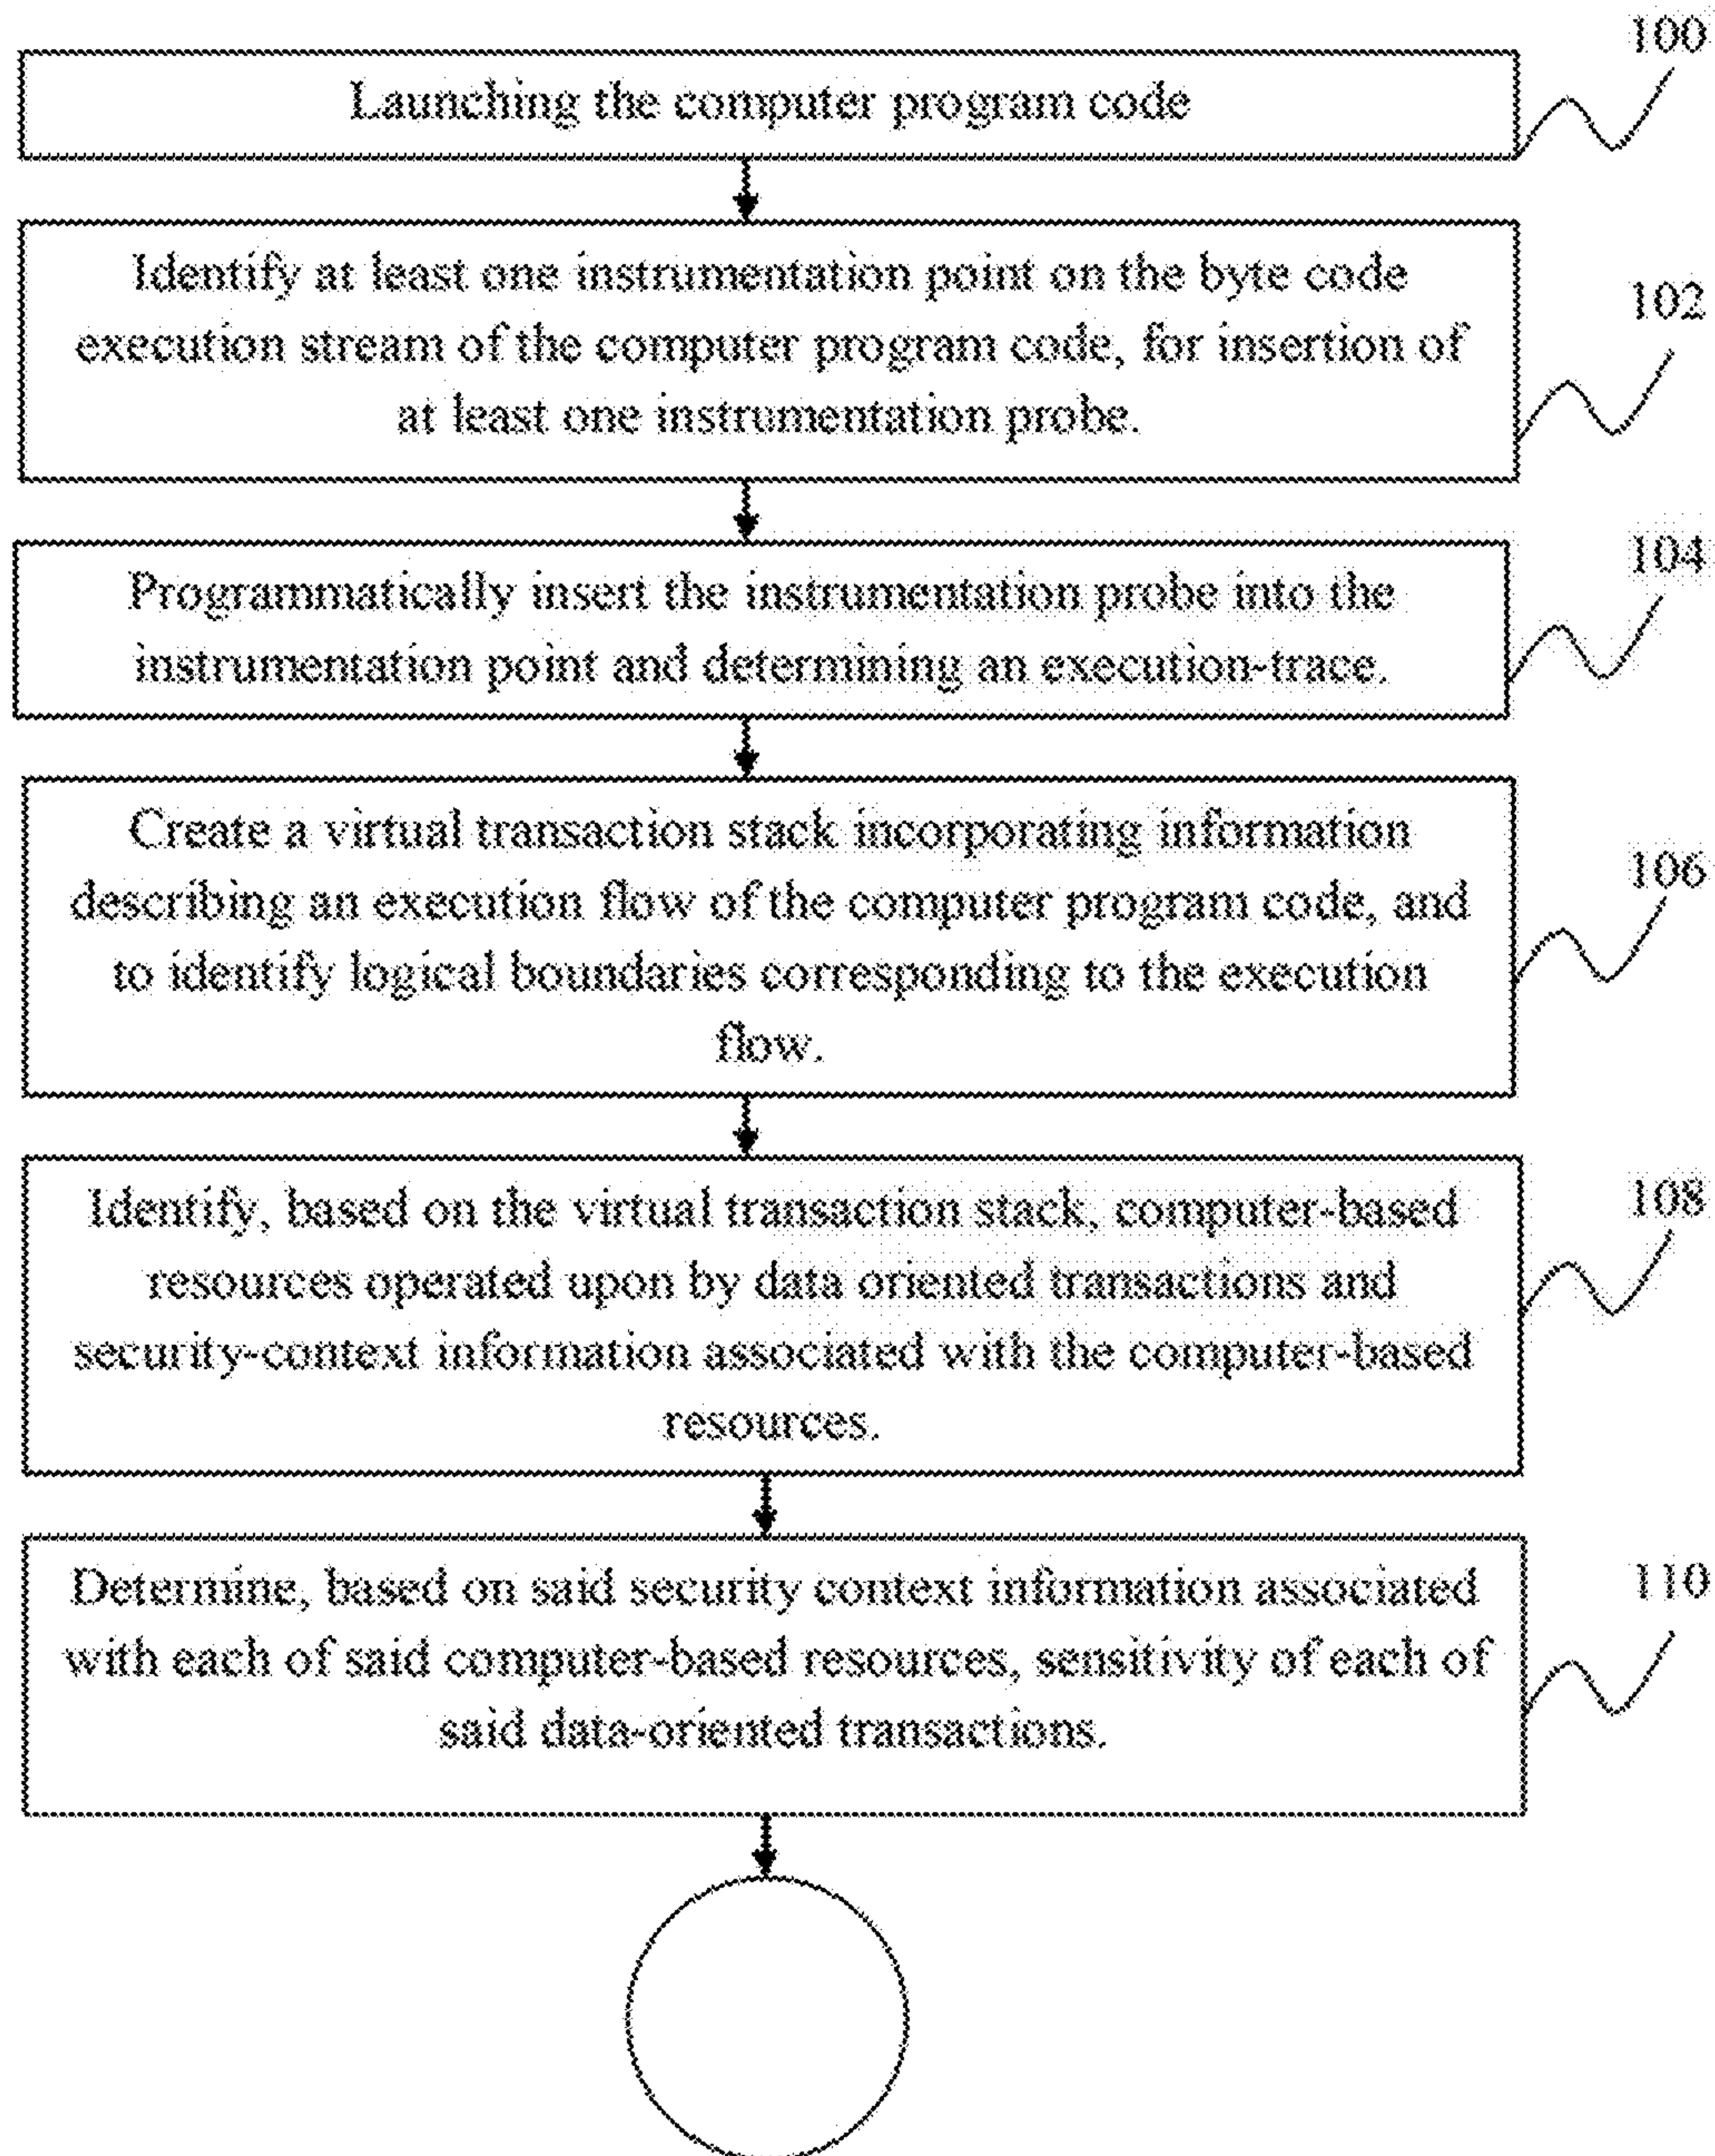 100
Launching the computer program code
Identify at least one instrumentation point on the byte code
execution stream of the computer program code, for insertion of
at least one instrumentation probe.
102
Programmatically insert the instrumentation probe into the
instrumentation point and determining an execution-trace.
104
Create a virtual transaction stack incorporating information
describing an execution flow of the computer program code, and
to identify logical boundaries corresponding to the execution
flow.
106
Identify, based on the virtual transaction stack, computer-based
resources operated upon by data oriented transactions and
security-context information associated with the computer-based
resources.
108
Determine, based on said security context information associated
with each of said computer-based resources, sensitivity of each of
said data-oriented transactions.
110